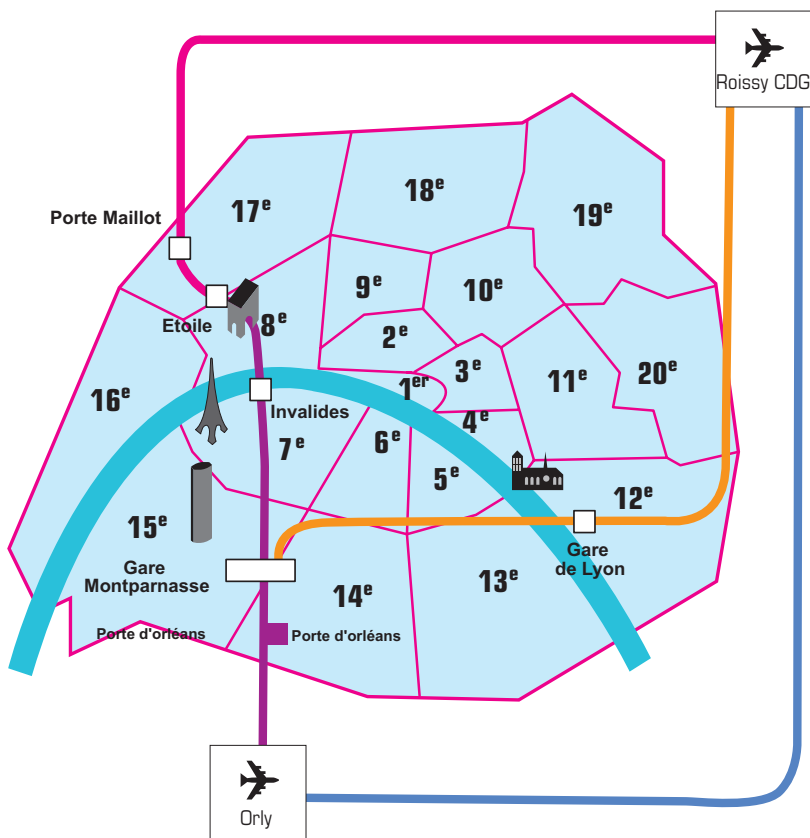 Roissy CDG
18e
17e
19e
Porte Maillot
9e
10e
Etoile
8e
2e
3e
11e
20e
16e
1er
Invalides
4e
6e
7e
5e
12e
15e
Gare
Montparnasse
Gare
de Lyon
14e
13e
Porte d'orléans
Porte d'orléans
Orly